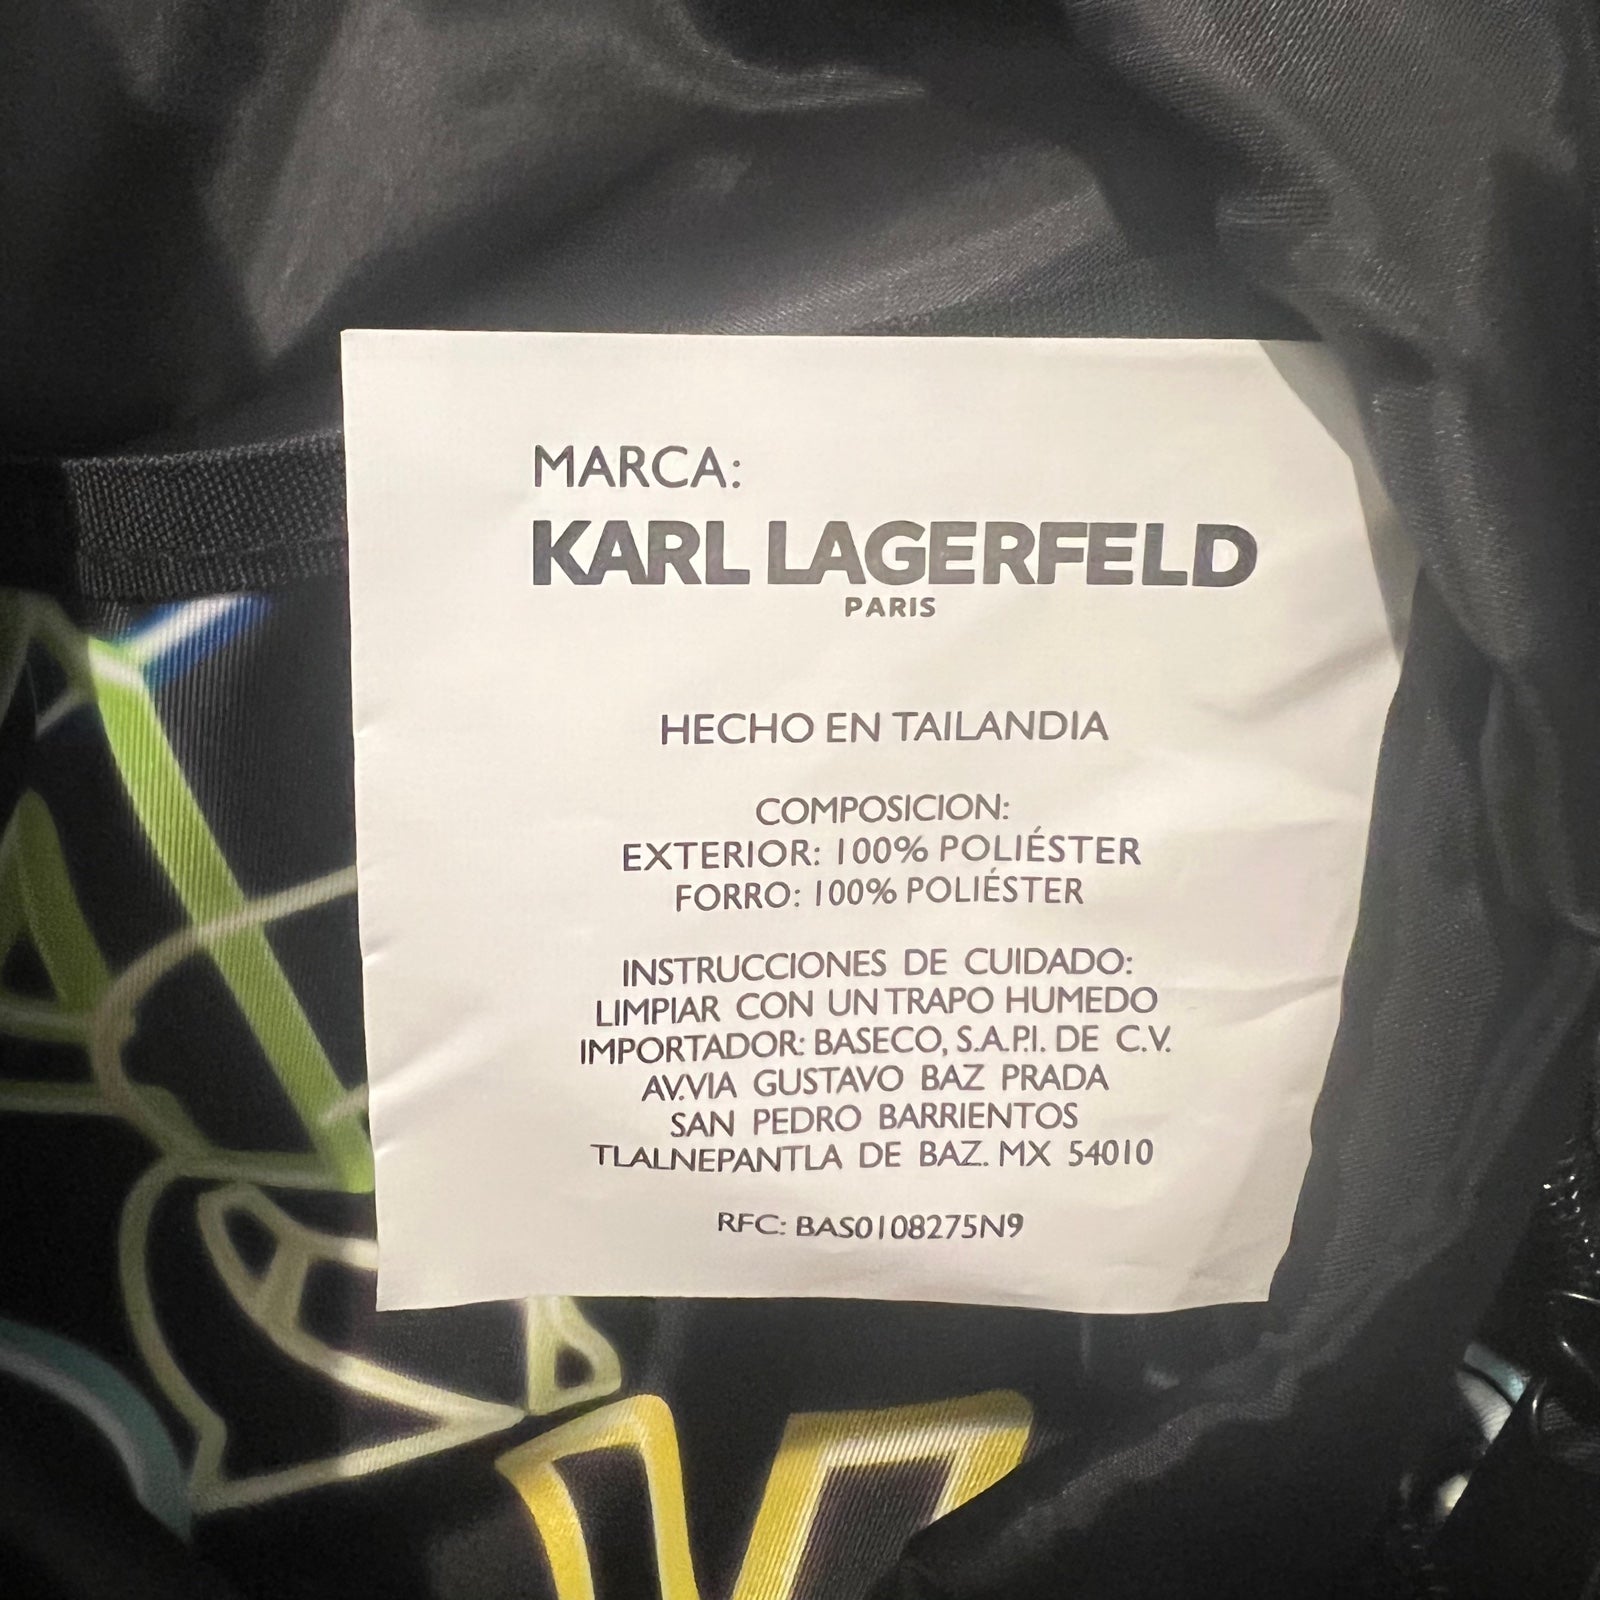 MARCA:
KARL LAGERFELD
PARIS
HECHO EN TAILANDIA
COMPOSICION:
EXTERIOR: 100% POLIÉSTER
FORRO: 100% POLIÉSTER
INSTRUCCIONES DE CUIDADO:
LIMPIAR CON UN TRAPO HUMEDO
IMPORTADOR: BASECO, S.A.P.I. DE C.V.
AV.VIA GUSTAVO BAZ PRADA
SAN PEDRO BARRIENTOS
TLALNEPANTLA DE BAZ. MX 54010
RFC: BAS0108275N9